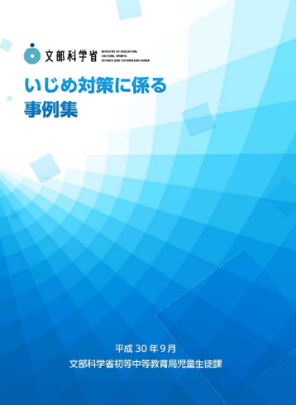 文部科学省
MINISTRY OF EDUCATION,
CULTURE, SPORTS,
SCIENCE AND TECHNOLOGY-JAPAN
いじめ対策に係る
事例集
平成 30 年 9 月
文部科学省初等中等教育局児童生徒課